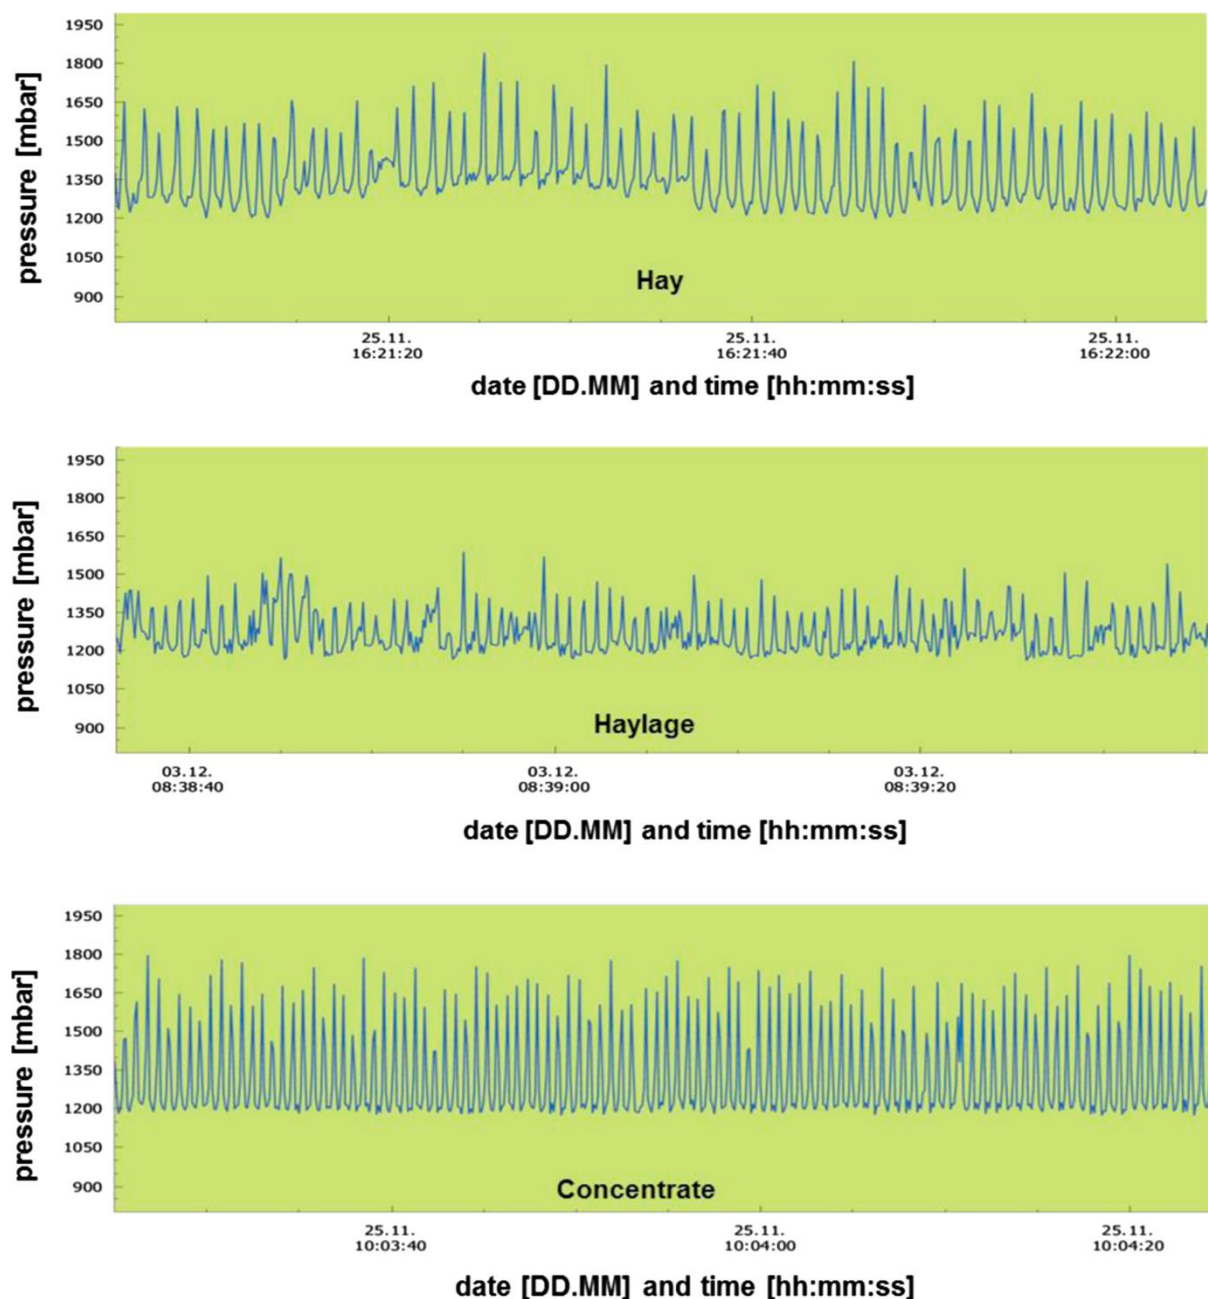 pressure [mbar]
1950
1800
1650
1500
1350
1200
1050
900
Hay
25.11. 25.11. 25.11.
16:21:20 16:21:40 16:22:00
date [DD.MM] and time [hh:mm:ss]
pressure [mbar]
1950
1800
1650
1500
1350
1200
1050
900
Haylage
03.12. 03.12. 03.12.
08:38:40 08:39:00 08:39:20
date [DD.MM] and time [hh:mm:ss]
pressure [mbar]
1950
1800
1650
1500
1350
1200
1050
900
Concentrate
25.11. 25.11. 25.11.
10:03:40 10:04:00 10:04:20
date [DD.MM] and time [hh:mm:ss]